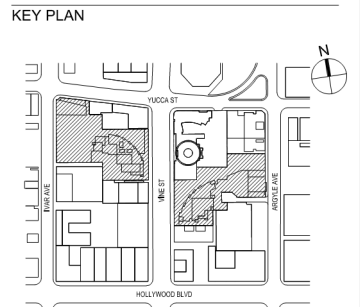 KEY PLAN
N
YUCCA ST
IVAR AVE
VINE ST
ARGYLE AVE
HOLLYWOOD BLVD